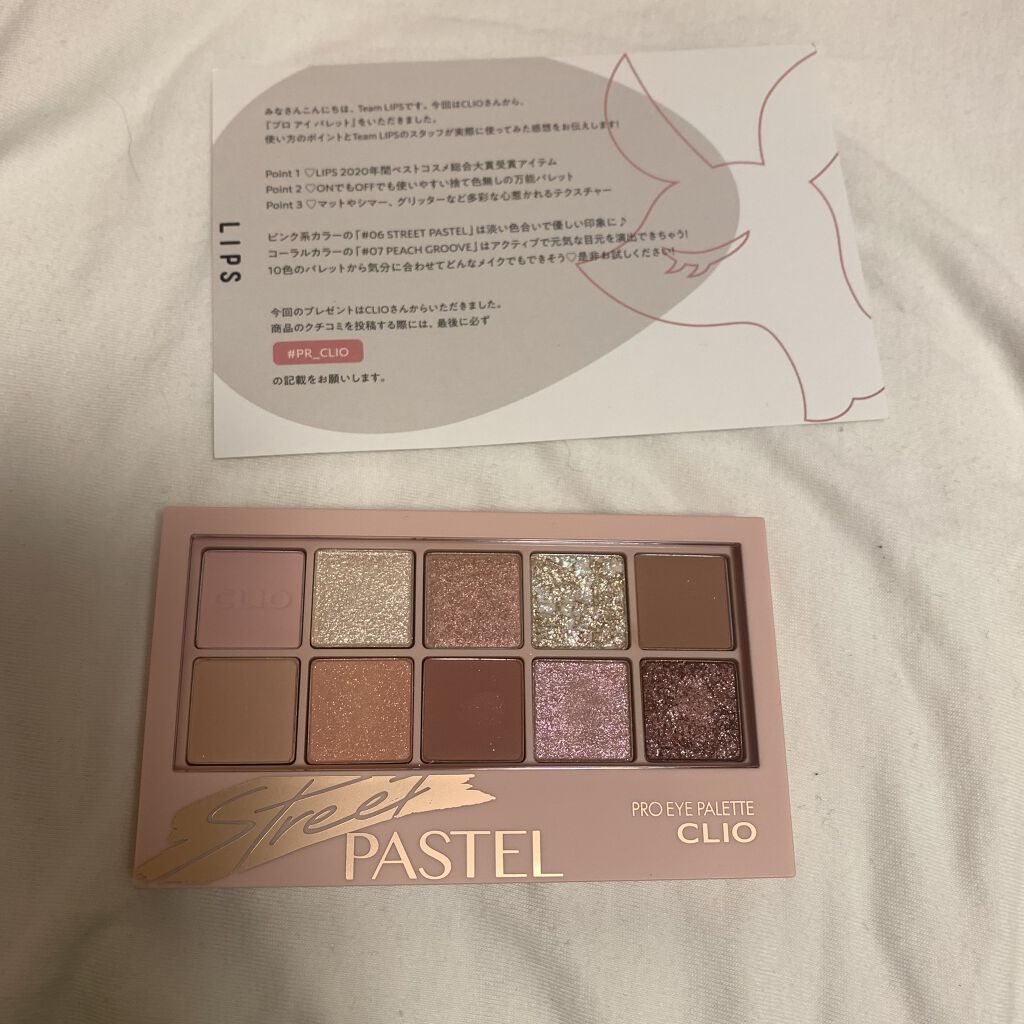 みなさんこんにちは、Team LIPSです。今回はCLIOさんから、
『プロ アイ パレット』をいただきました。
使い方のポイントとTeam LIPSのスタッフが実際に使ってみた感想をお伝えします!
Point 1 ♡LIPS 2020年間ベストコスメ総合大賞受賞アイテム
Point 2 ♡ONでもOFFでも使いやすい捨て色無しの万能パレット
Point 3 ♡マットやシマー、グリッターなど多彩な心惹かれるテクスチャー
ピンク系カラーの「#06 STREET PASTEL」は淡い色合いで優しい印象に♪
コーラルカラーの「#07 PEACH GROOVE」はアクティブで元気な目元を演出できちゃう!
10色のパレットから気分に合わせてどんなメイクでもできそう♡是非お試しください!
今回のプレゼントはCLIOさんからいただきました。
商品のクチコミを投稿する際には、最後に必ず
#PR_CLIO
の記載をお願いします。
LIPS
CLIO
Street
PASTEL
PRO EYE PALETTE
CLIO